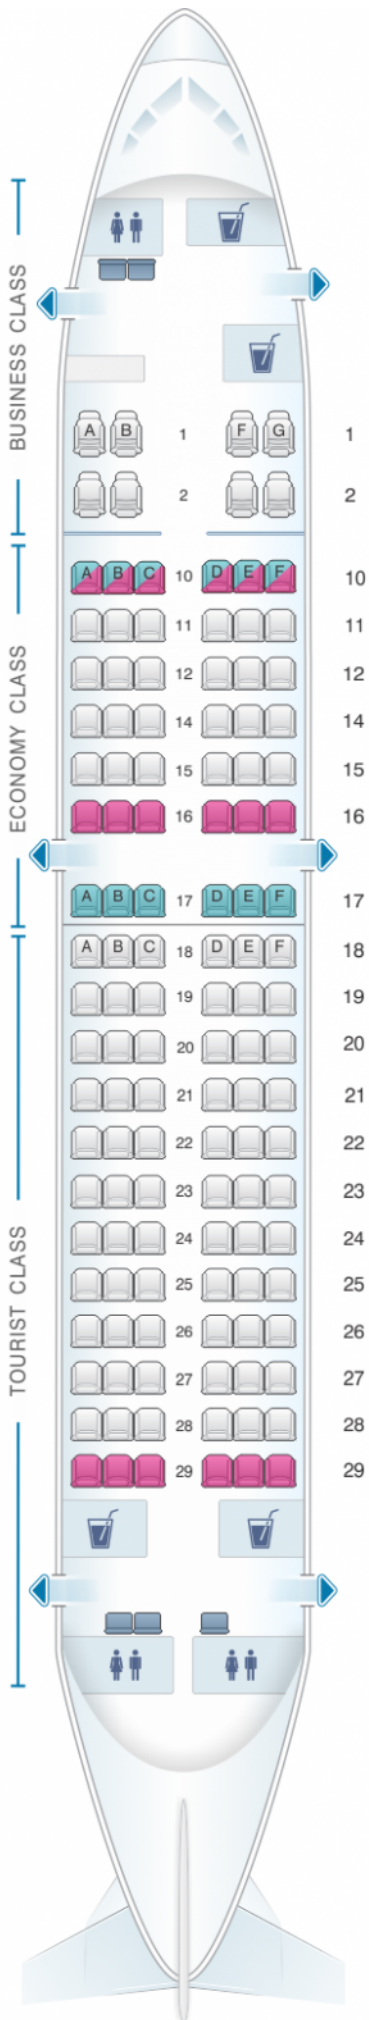 BUSINESS CLASS
A B 1 F G 1
2 2
ECONOMY CLASS
A B C 10 D E F 10
11 11
12 12
14 14
15 15
16 16
A B C 17 D E F 17
TOURIST CLASS
A B C 18 D E F 18
19 19
20 20
21 21
22 22
23 23
24 24
25 25
26 26
27 27
28 28
29 29